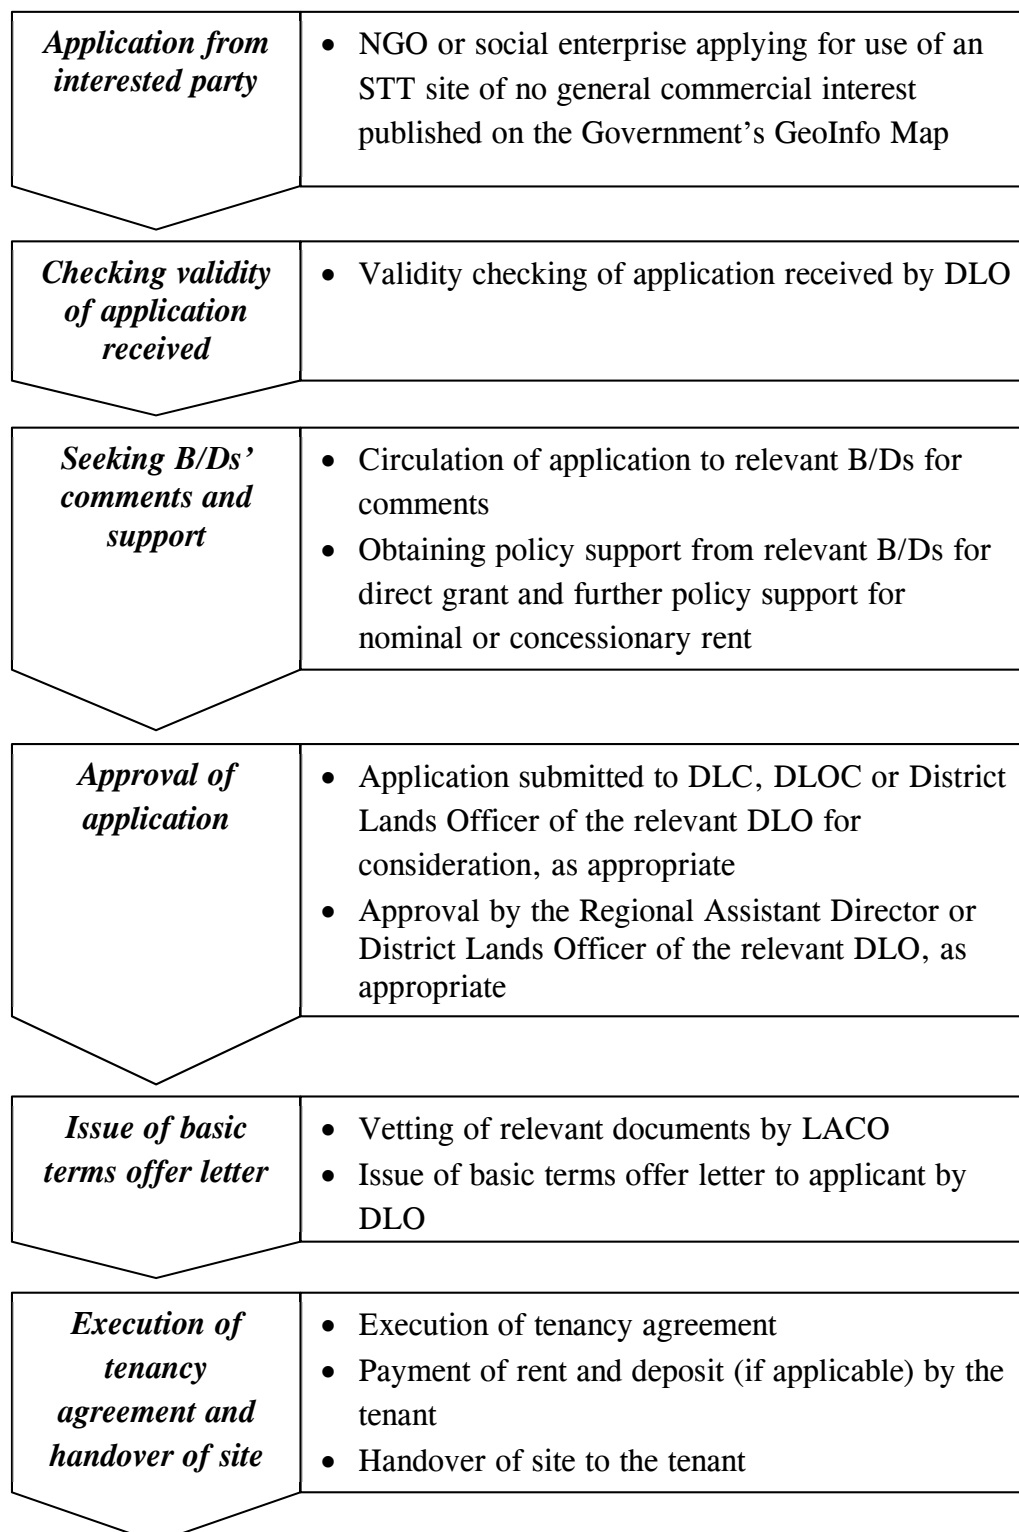 Application from
interested party
• NGO or social enterprise applying for use of an
STT site of no general commercial interest
published on the Government’s GeoInfo Map
Checking validity
of application
received
• Validity checking of application received by DLO
Seeking B/Ds’
comments and
support
• Circulation of application to relevant B/Ds for
comments
• Obtaining policy support from relevant B/Ds for
direct grant and further policy support for
nominal or concessionary rent
Approval of
application
• Application submitted to DLC, DLOC or District
Lands Officer of the relevant DLO for
consideration, as appropriate
• Approval by the Regional Assistant Director or
District Lands Officer of the relevant DLO, as
appropriate
Issue of basic
terms offer letter
• Vetting of relevant documents by LACO
• Issue of basic terms offer letter to applicant by
DLO
Execution of
tenancy
agreement and
handover of site
• Execution of tenancy agreement
• Payment of rent and deposit (if applicable) by the
tenant
• Handover of site to the tenant